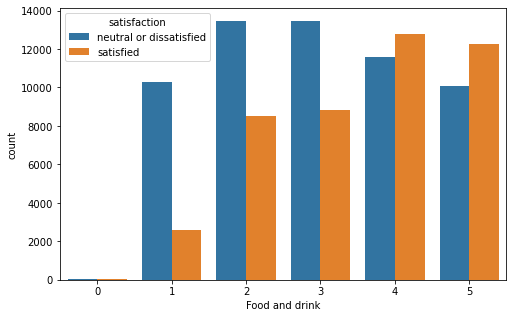 satisfaction
neutral or dissatisfied
satisfied
14000
12000
10000
8000
6000
4000
2000
0
count
0 1 2 3 4 5
Food and drink